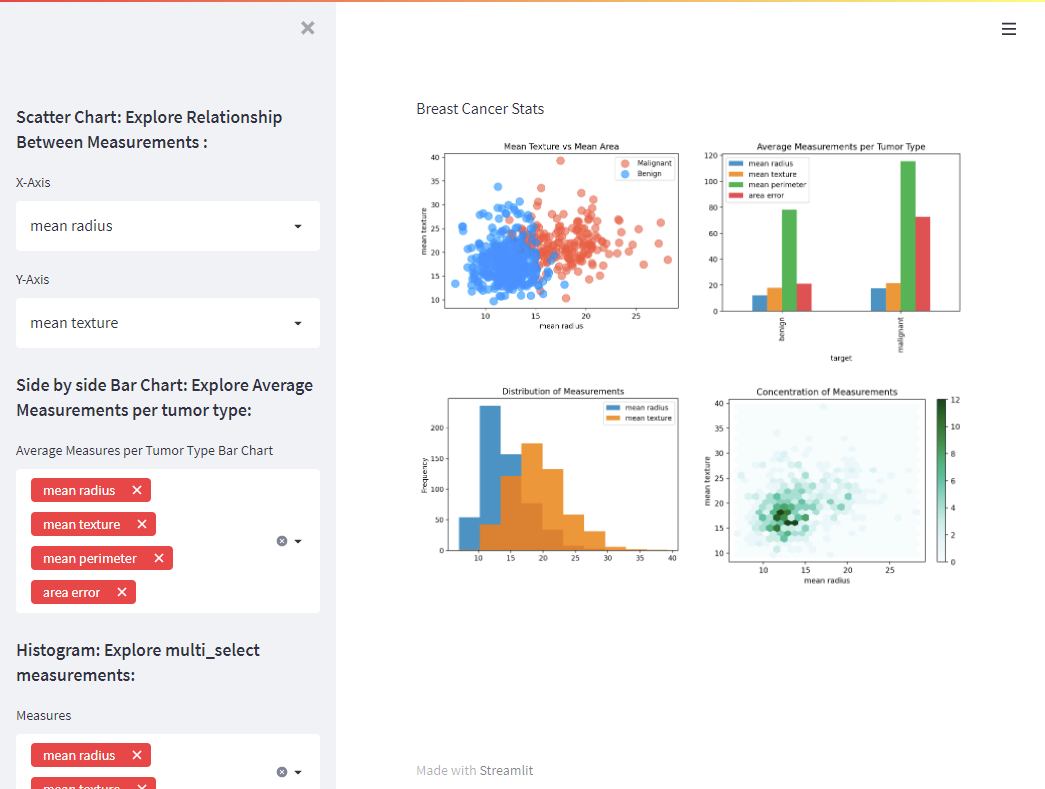 Scatter Chart: Explore Relationship
Between Measurements :
X-Axis
mean radius
Y-Axis
mean texture
Side by side Bar Chart: Explore Average
Measurements per tumor type:
Average Measures per Tumor Type Bar Chart
mean radius
mean texture
mean perimeter
area error
Histogram: Explore multi_select
measurements:
Measures
mean radius
mean texture
Breast Cancer Stats
Mean Texture vs Mean Area
Malignant
Benign
40
35
30
25
20
15
10
mean texture
10 15 20 25
mean radius
Average Measurements per Tumor Type
mean radius
mean texture
mean perimeter
area error
120
100
80
60
40
20
0
benign
malignant
target
Distribution of Measurements
mean radius
mean texture
200
150
100
50
0
Frequency
10 15 20 25 30 35 40
Concentration of Measurements
40
35
30
25
20
15
10
mean texture
10 15 20 25
mean radius
12
10
8
6
4
2
0
Made with Streamlit